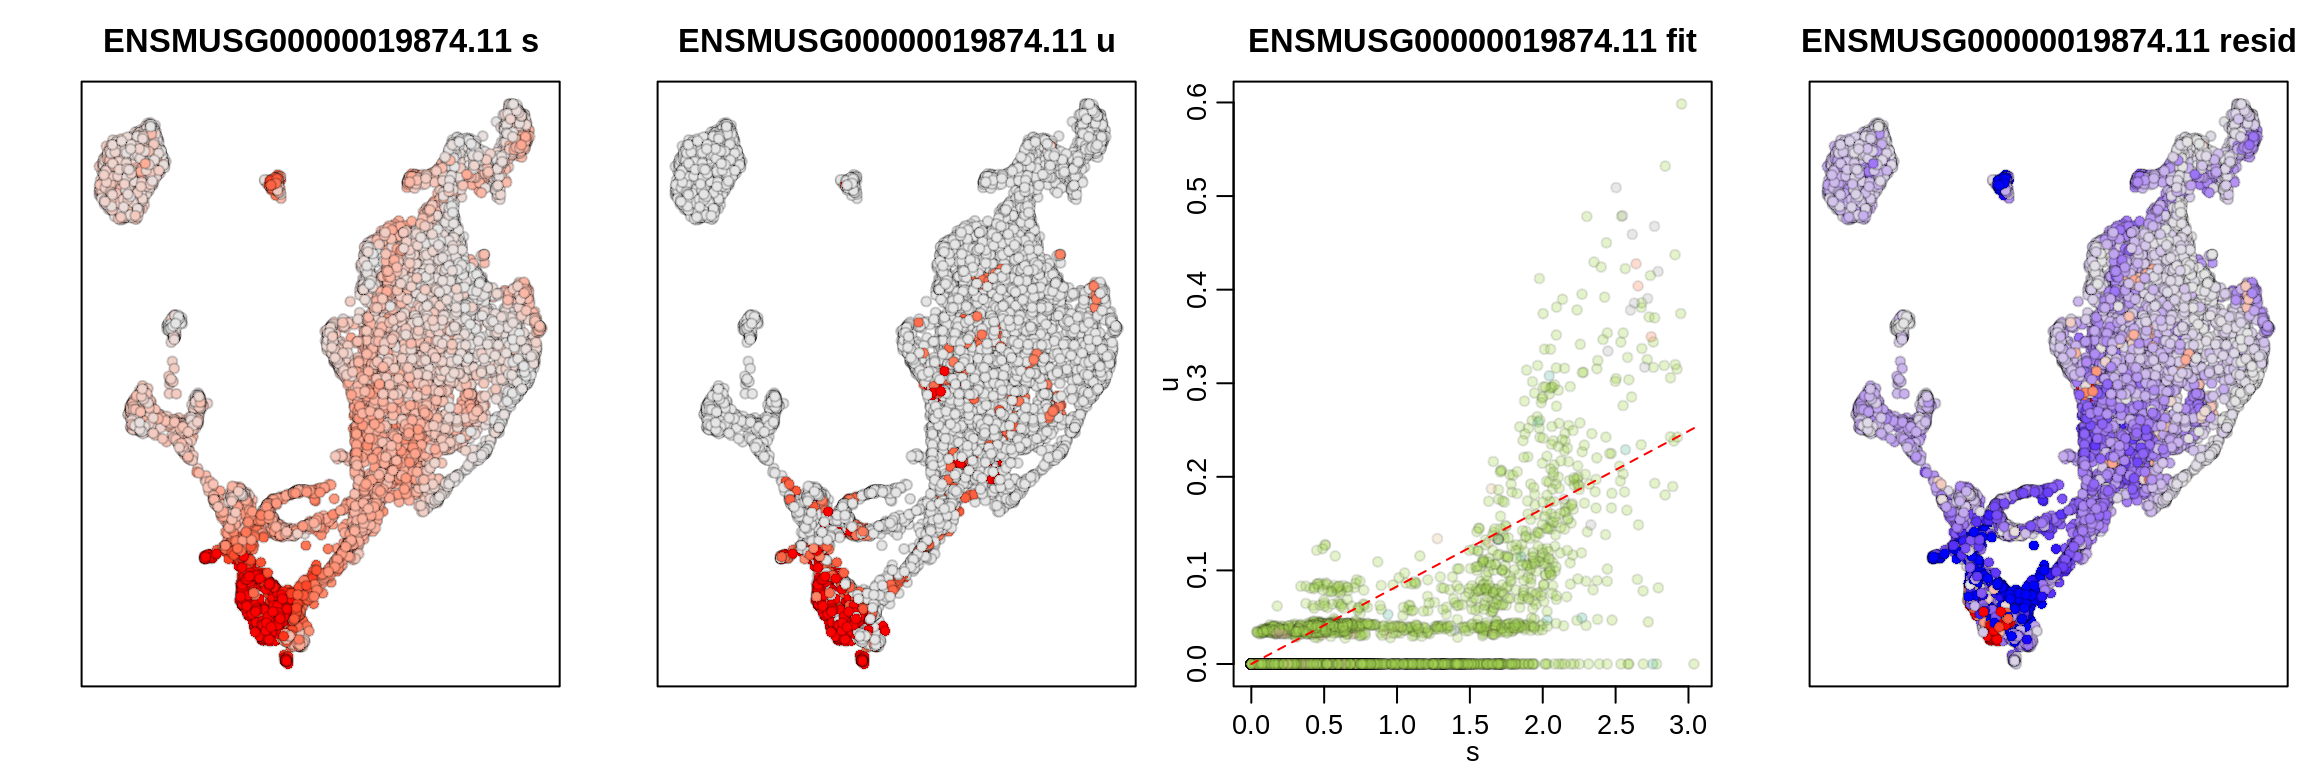 ENSMUSG00000019874.11 s
ENSMUSG00000019874.11 u
ENSMUSG00000019874.11 fit
ENSMUSG00000019874.11 resid
0.6
0.5
0.4
0.3
0.2
0.1
0.0
u
0.0 0.5 1.0 1.5 2.0 2.5 3.0
s